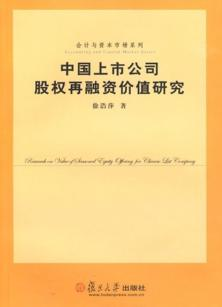 会计与资本市场系列
Accounting and Capital Market Series
中国上市公司
股权再融资价值研究
徐浩萍 著
Research on Value of Seasoned Equity Offering for Chinese List Company
復旦大學出版社
www.fudanpress.com.cn